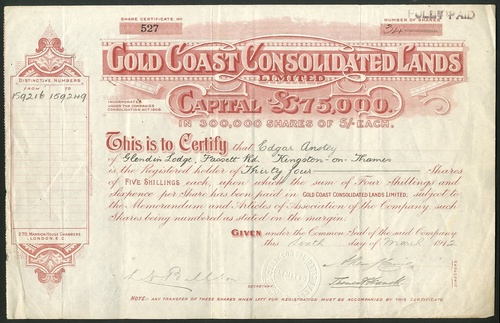 SHARE CERTIFICATE No
527
FULLY PAID
NUMBER OF SHARES
34
GOLD COAST CONSOLIDATED LANDS
LIMITED
INCORPORATED
UNDER THE COMPANIES
CONSOLIDATION ACT 1908
CAPITAL £75,000.
IN 300,000 SHARES OF 5/- EACH.
DISTINCTIVE NUMBERS
FROM TO
159216 159249
This is to Certify that Edgar Anstey
of Glendin Lodge, Fassett Rd. Kingston-on-Thames
is the Registered holder of Thirty four Shares
of FIVE SHILLINGS each, upon which the sum of Four Shillings and
sixpence per Share has been paid in GOLD COAST CONSOLIDATED LANDS LIMITED, subject to
the Memorandum and Articles of Association of the Company, such
Shares being numbered as stated on the margin.
GIVEN under the Common Seal of the said Company
this day of March 1912
270, MANSION HOUSE CHAMBERS,
LONDON, E.C.
SECRETARY
DIRECTORS
NOTE:- ANY TRANSFER OF THESE SHARES WHEN LEFT FOR REGISTRATION MUST BE ACCOMPANIED BY THIS CERTIFICATE.